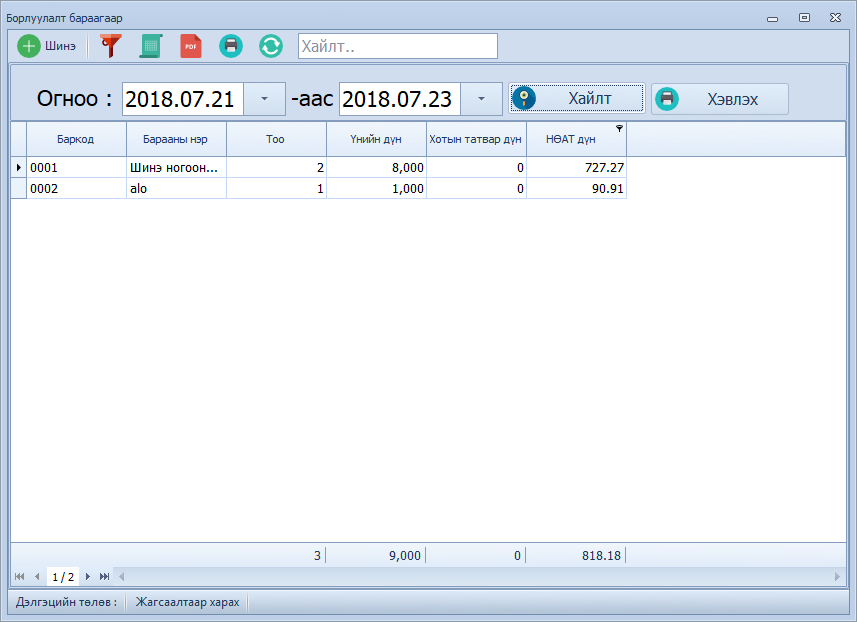 Борлуулалт бараагаар
Шинэ PDF Хайлт..
Огноо : 2018.07.21 -аас 2018.07.23 Хайлт Хэвлэх
Баркод Барааны нэр Тоо Үнийн дүн Хотын татвар дүн НӨАТ дүн
0001 Шинэ ногоон... 2 8,000 0 727.27
0002 alo 1 1,000 0 90.91
3 9,000 0 818.18
1 / 2
Дэлгэцийн төлөв : Жагсаалтаар харах